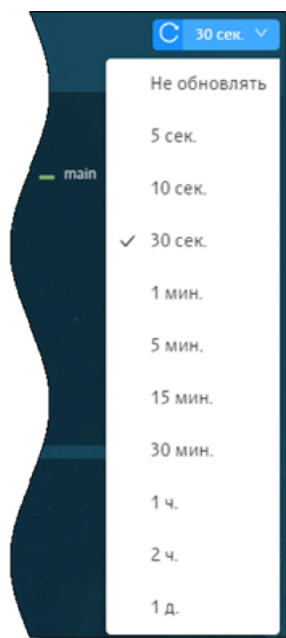 30 сек.
Не обновлять
5 сек.
10 сек.
main
30 сек.
1 мин.
5 мин.
15 мин.
30 мин.
1 ч.
2 ч.
1 д.